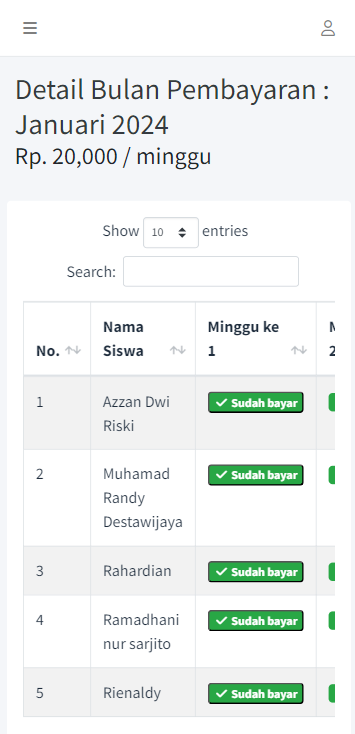 Detail Bulan Pembayaran :
Januari 2024
Rp. 20,000 / minggu
Show 10 entries
Search:
No. Nama Siswa Minggu ke 1
1 Azzan Dwi Riski Sudah bayar
2 Muhamad Randy Destawijaya Sudah bayar
3 Rahardian Sudah bayar
4 Ramadhani nur sarjito Sudah bayar
5 Rienaldy Sudah bayar